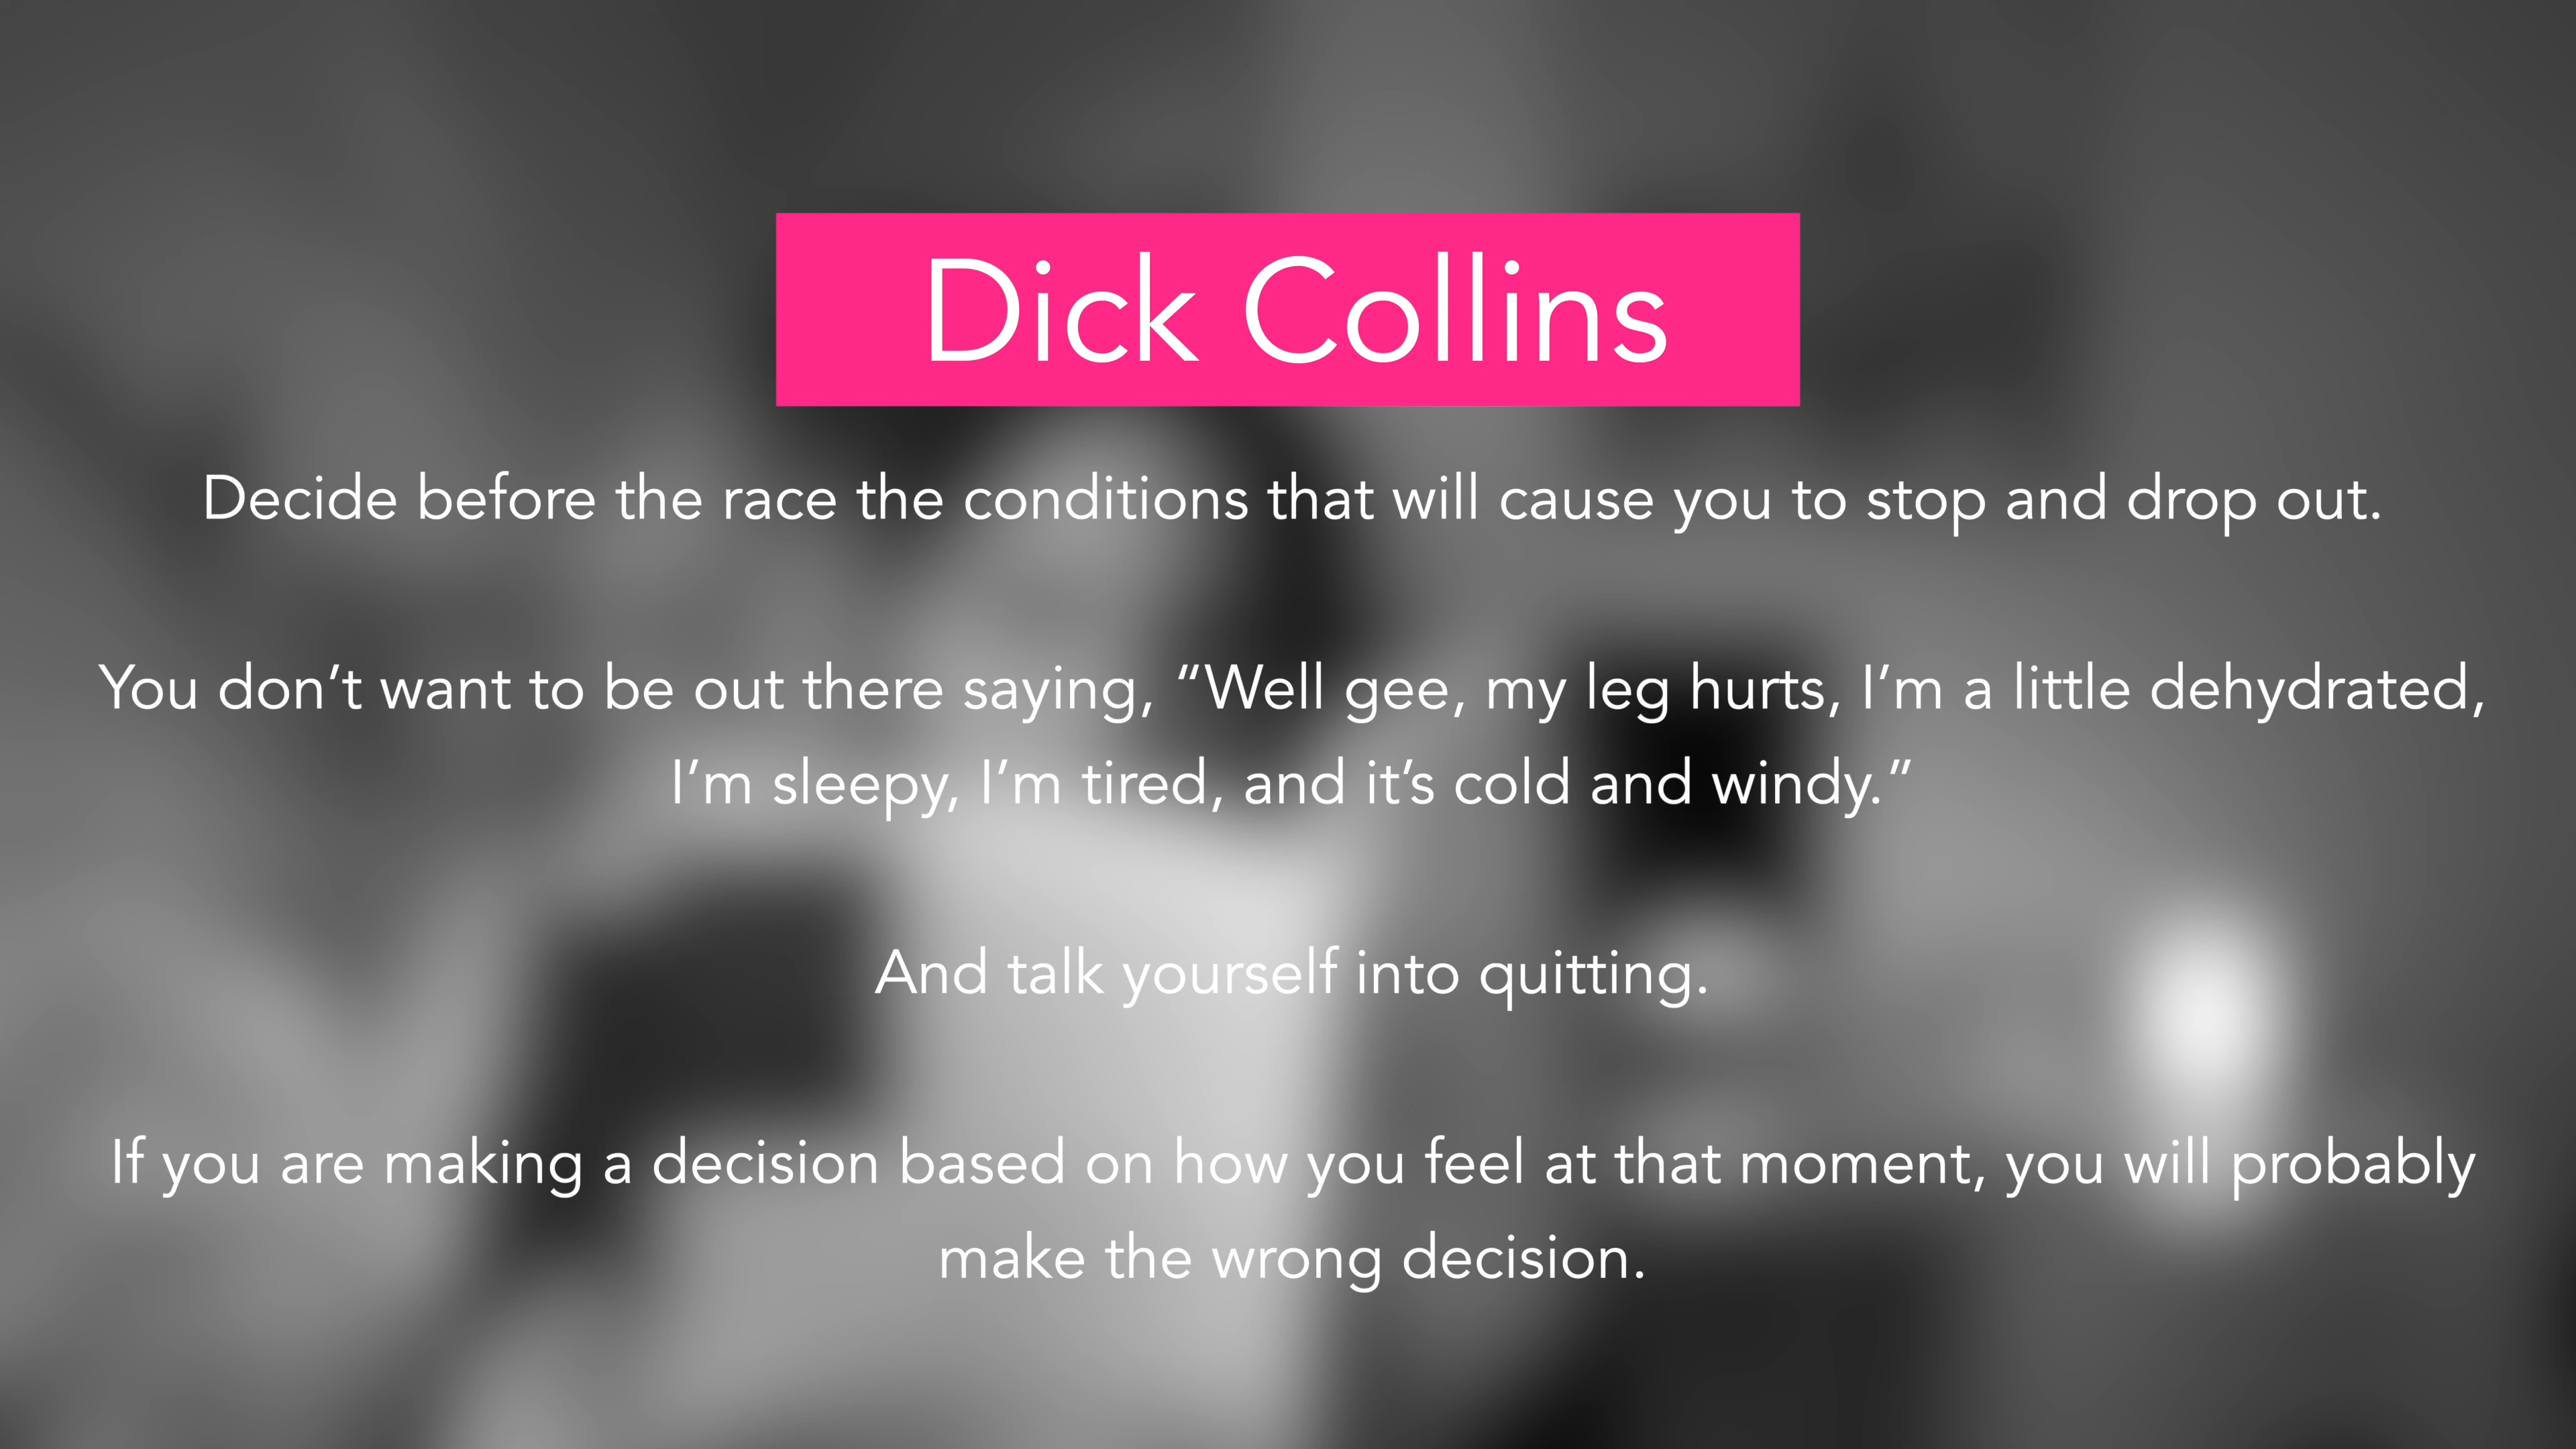 Dick Collins
Decide before the race the conditions that will cause you to stop and drop out.
You don’t want to be out there saying, “Well gee, my leg hurts, I’m a little dehydrated,
I’m sleepy, I’m tired, and it’s cold and windy.”
And talk yourself into quitting.
If you are making a decision based on how you feel at that moment, you will probably
make the wrong decision.